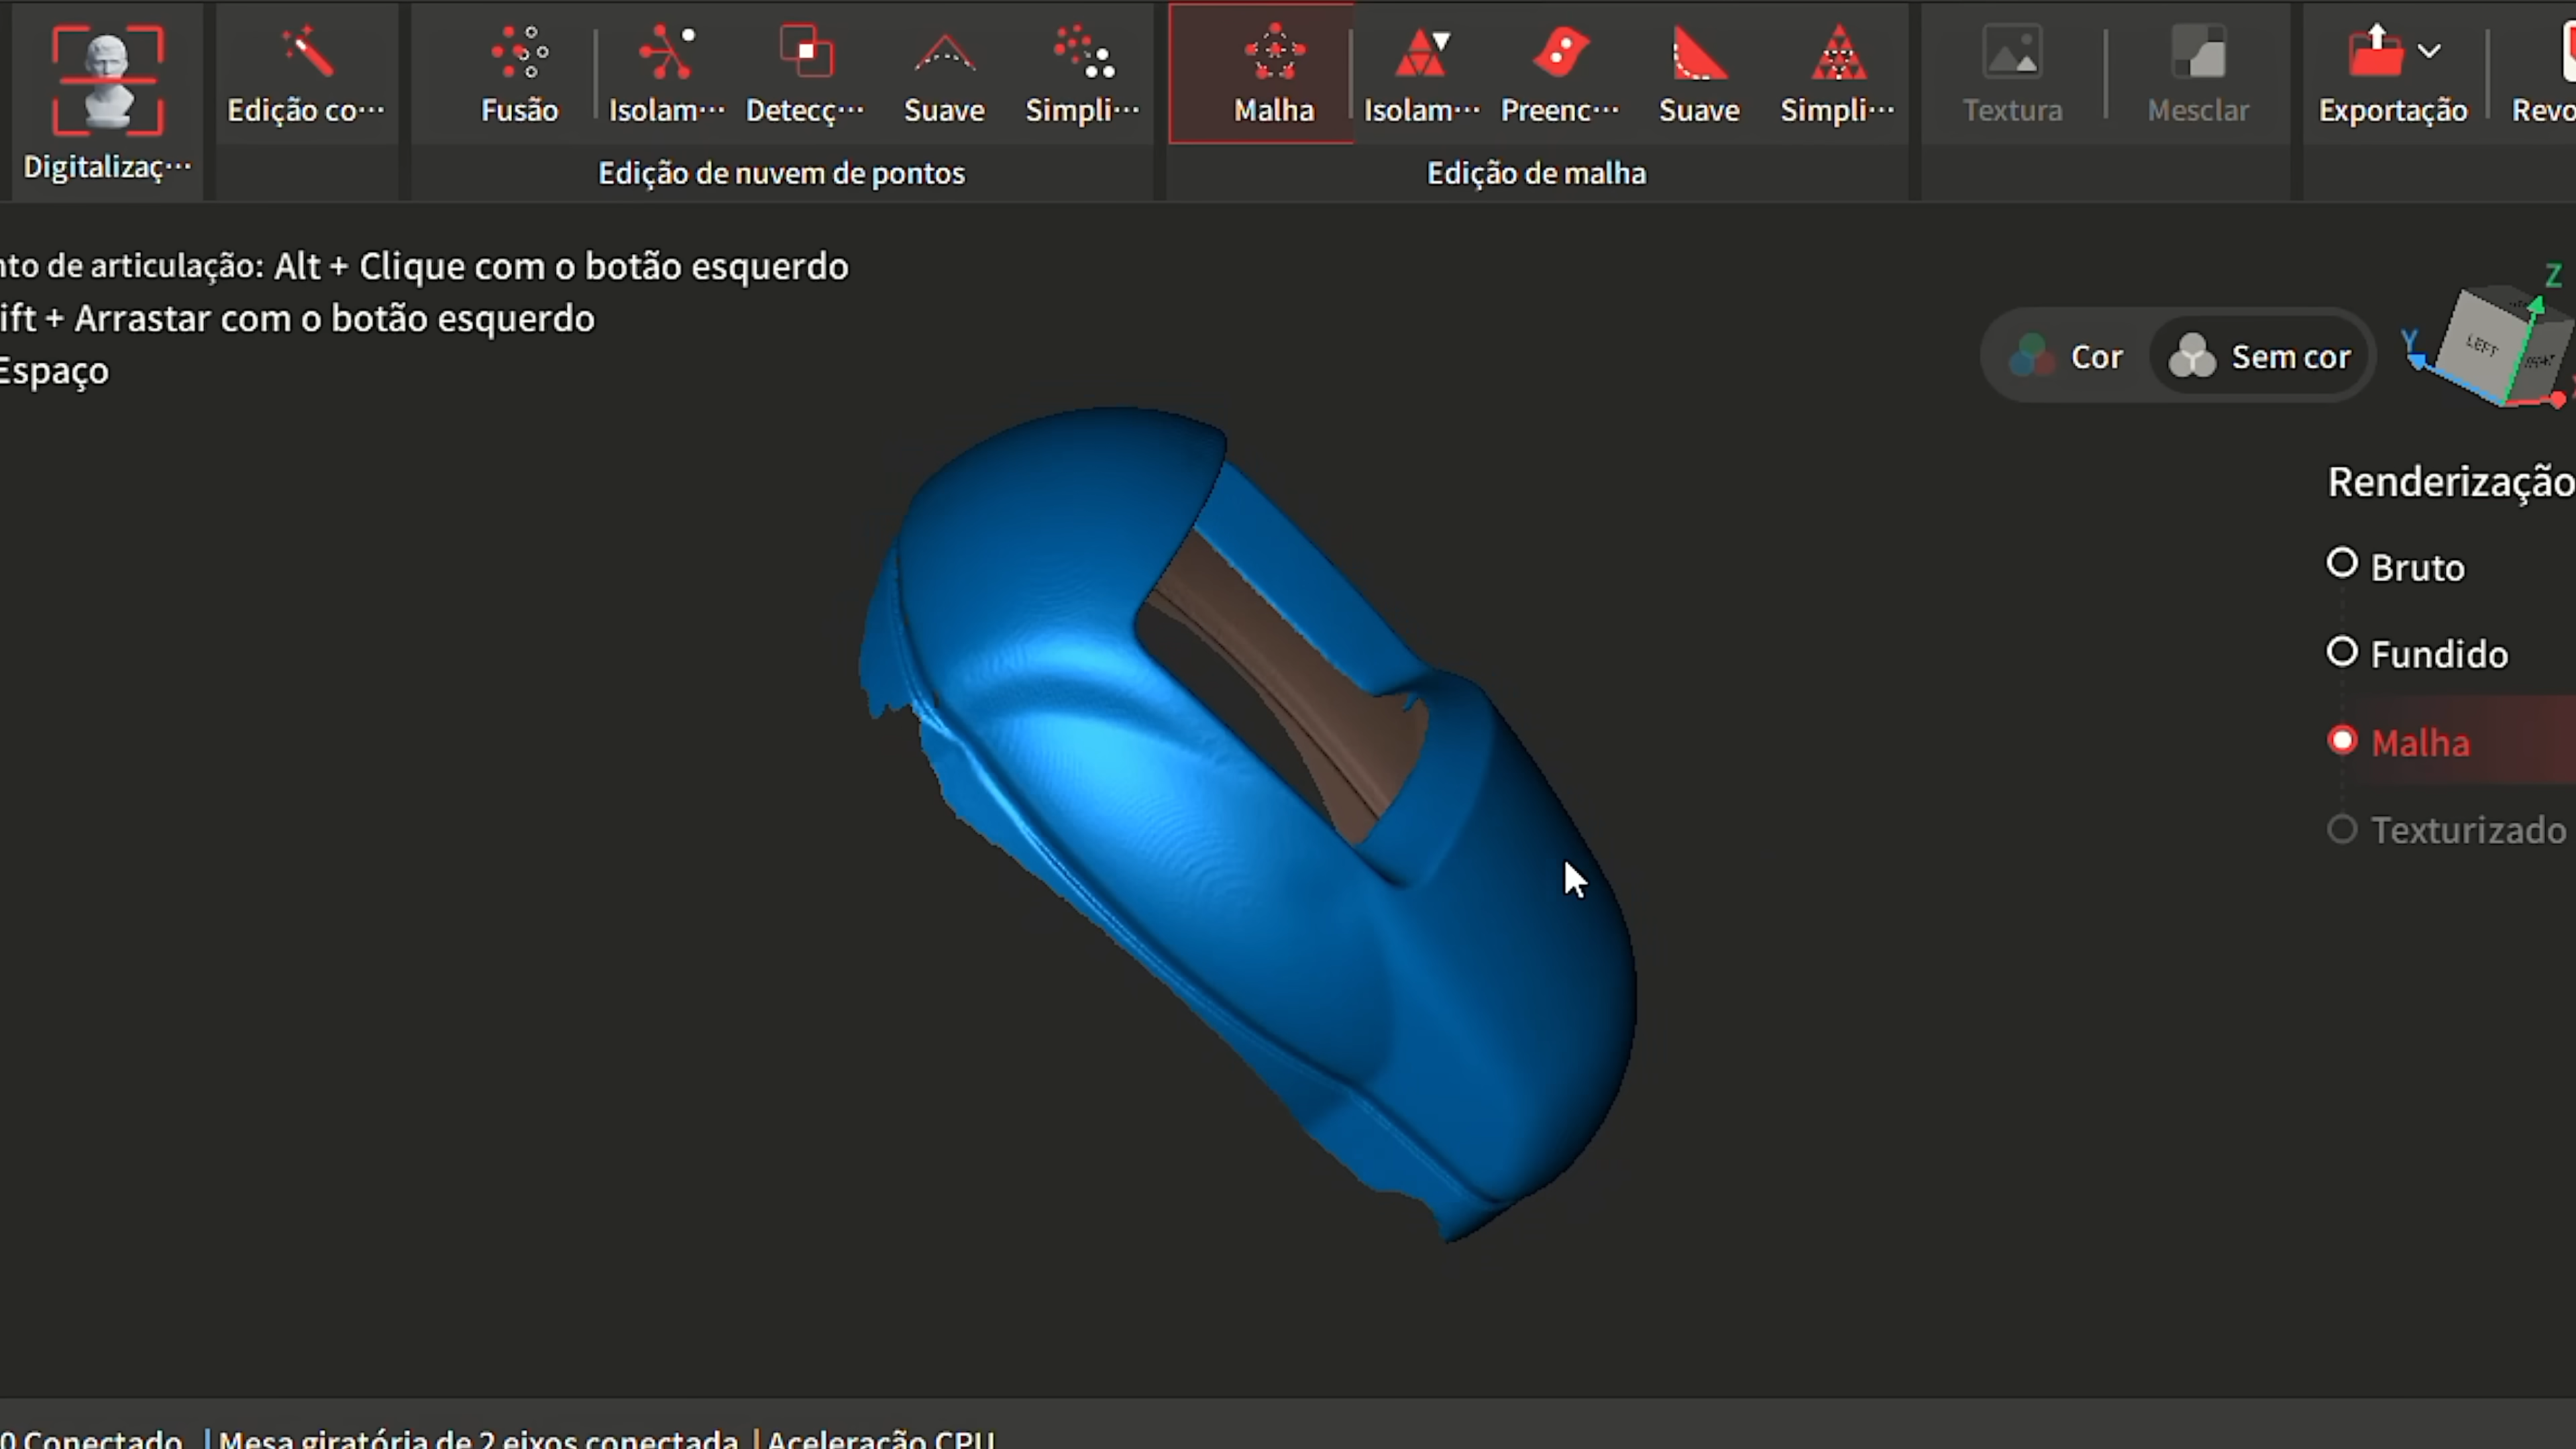 Digitalizaç···
Edição co···
Fusão
Isolam···
Detecç···
Suave
Simpli···
Edição de nuvem de pontos
Malha
Isolam···
Preenc···
Suave
Simpli···
Edição de malha
Textura
Mesclar
Exportação
Revo
nto de articulação: Alt + Clique com o botão esquerdo
ift + Arrastar com o botão esquerdo
Espaço
Cor
Sem cor
Z
Y
LEFT
Renderização
Bruto
Fundido
Malha
Texturizado
0 Conectado | Mesa giratória de 2 eixos conectada | Aceleração CPU